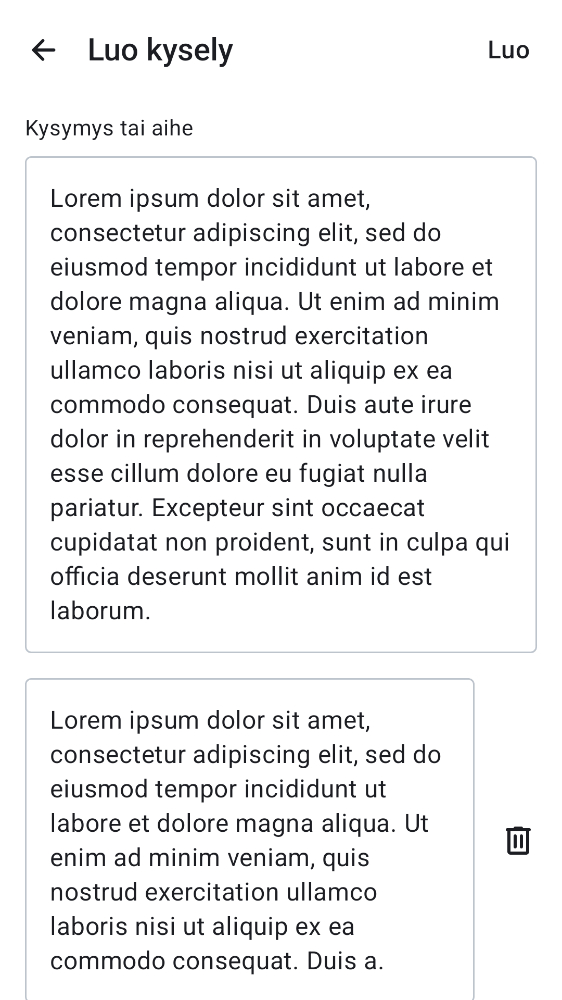 Luo kysely
Luo
Kysymys tai aihe
Lorem ipsum dolor sit amet,
consectetur adipiscing elit, sed do
eiusmod tempor incididunt ut labore et
dolore magna aliqua. Ut enim ad minim
veniam, quis nostrud exercitation
ullamco laboris nisi ut aliquip ex ea
commodo consequat. Duis aute irure
dolor in reprehenderit in voluptate velit
esse cillum dolore eu fugiat nulla
pariatur. Excepteur sint occaecat
cupidatat non proident, sunt in culpa qui
officia deserunt mollit anim id est
laborum.
Lorem ipsum dolor sit amet,
consectetur adipiscing elit, sed do
eiusmod tempor incididunt ut
labore et dolore magna aliqua. Ut
enim ad minim veniam, quis
nostrud exercitation ullamco
laboris nisi ut aliquip ex ea
commodo consequat. Duis a.